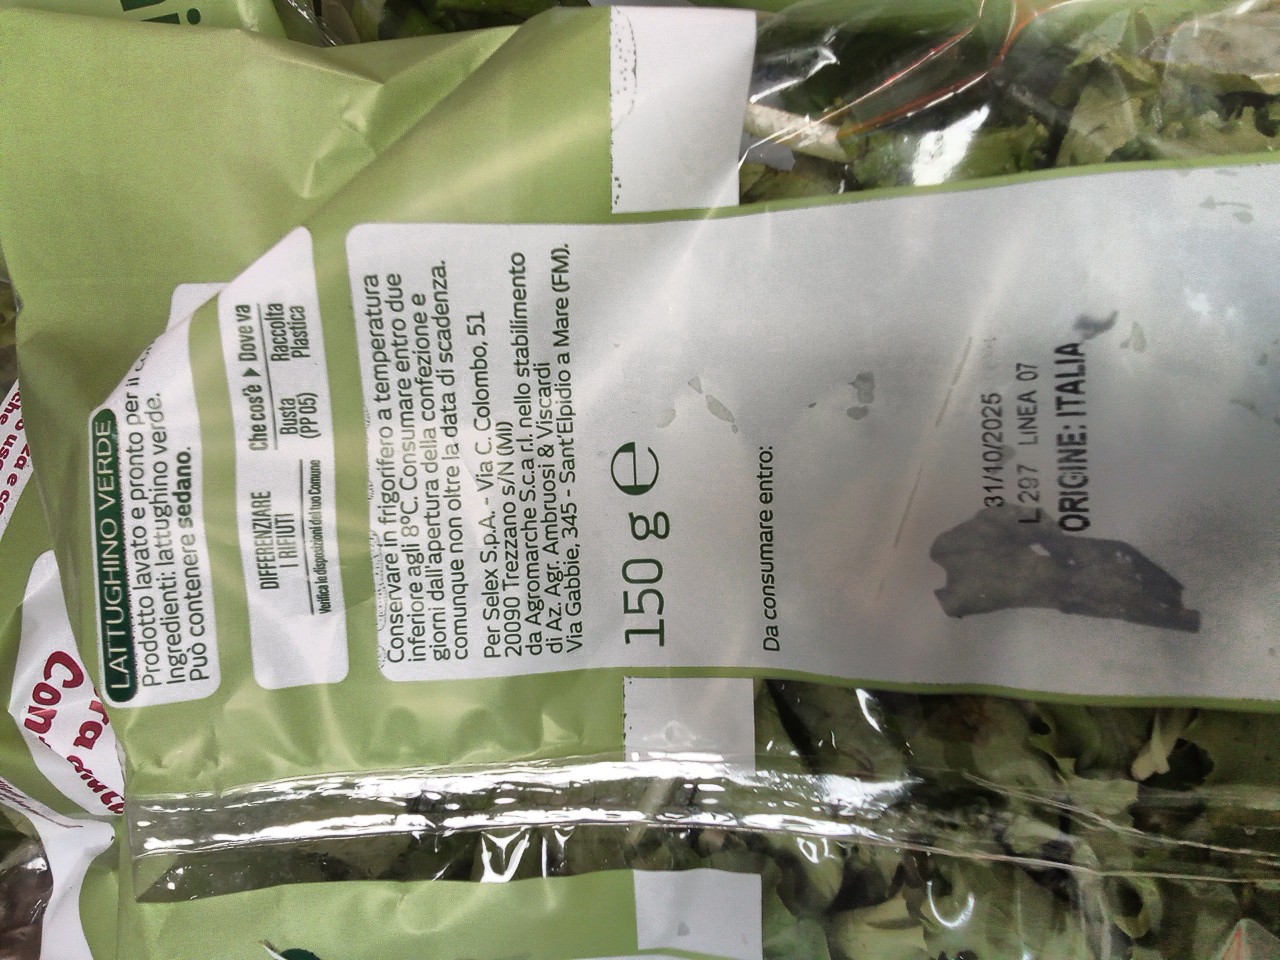 LATTUGHINO VERDE
Prodotto lavato e pronto per il
Ingredienti: lattughino verde.
Può contenere sedano.
DIFFERENZIARE
I RIFIUTI
Verifica le disposizioni del tuo Comune
Che cos'è ▸ Dove va
Busta Raccolta
(PP 05) Plastica
Conservare in frigorifero a temperatura
inferiore agli 8°C. Consumare entro due
giorni dall'apertura della confezione e
comunque non oltre la data di scadenza.
Per Selex S.p.A. - Via C. Colombo, 51
20090 Trezzano s/N (MI)
da Agromarche S.c.a r.l. nello stabilimento
di Az. Agr. Ambruosi & Viscardi
Via Gabbie, 345 - Sant'Elpidio a Mare (FM).
150 g e
Da consumare entro:
31/10/2025
L 297 LINEA 07
ORIGINE: ITALIA